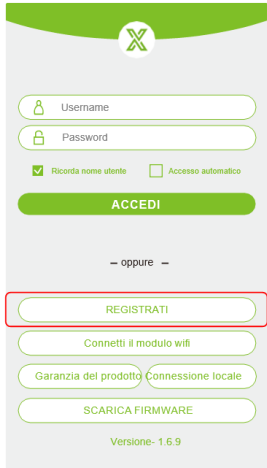 Username
Password
Ricorda nome utente Accesso automatico
ACCEDI
– oppure –
REGISTRATI
Connetti il modulo wifi
Garanzia del prodotto Connessione locale
SCARICA FIRMWARE
Versione- 1.6.9